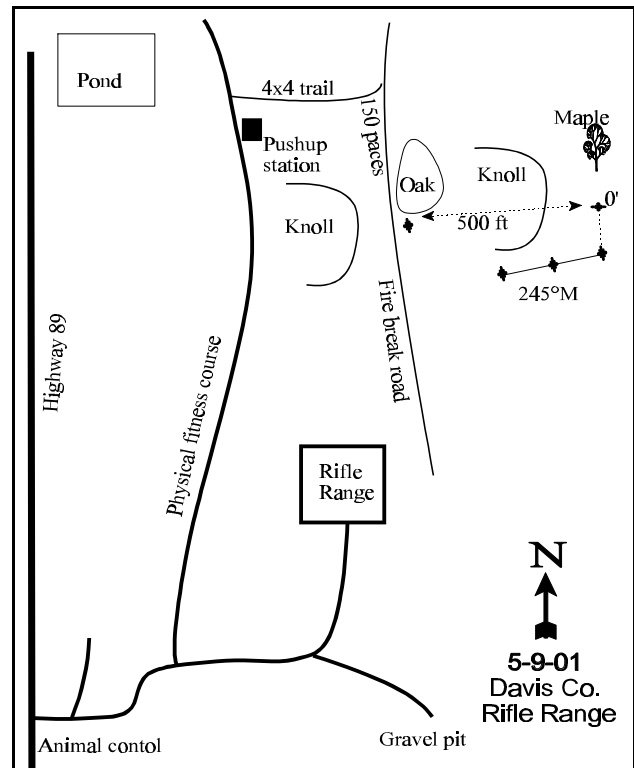 Pond
4x4 trail
150 paces
Maple
Pushup
station
Oak
Knoll
0'
500 ft
Knoll
245°M
Highway 89
Physical fitness course
Fire break road
Rifle
Range
N
5-9-01
Davis Co.
Rifle Range
Animal contol
Gravel pit